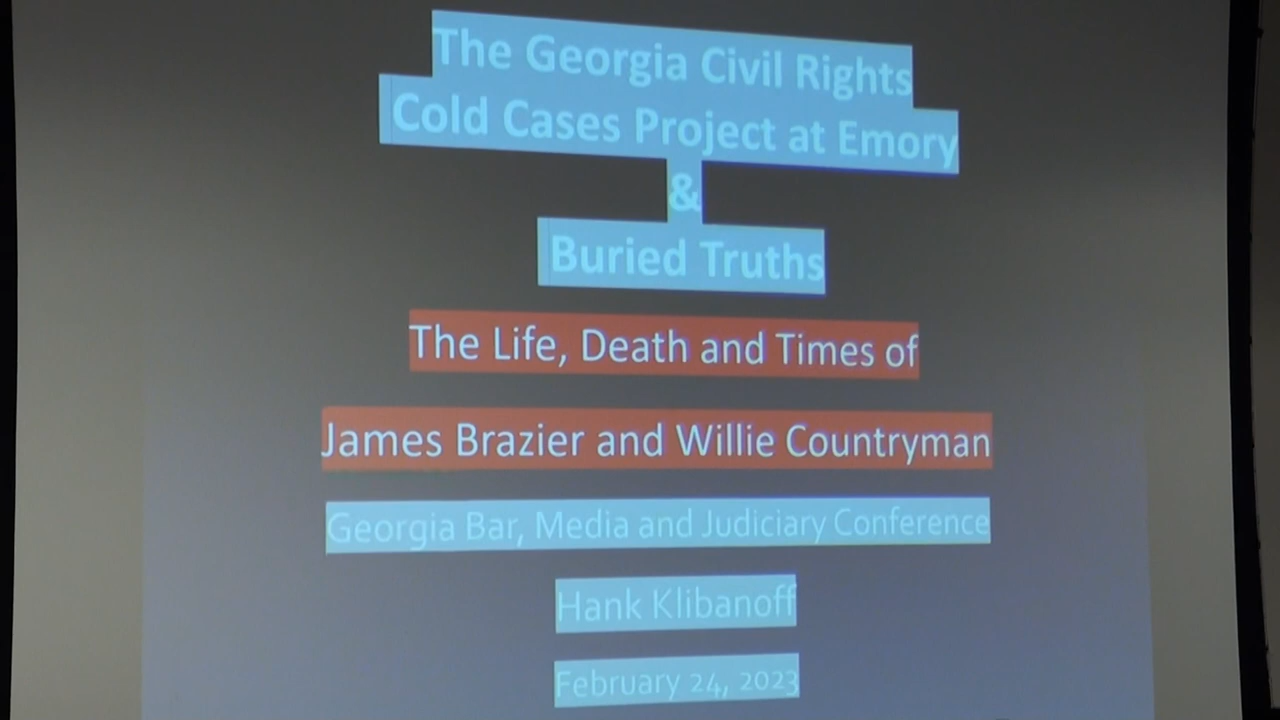 The Georgia Civil Rights
Cold Cases Project at Emory
&
Buried Truths
The Life, Death and Times of
James Brazier and Willie Countryman
Georgia Bar, Media and Judiciary Conference
Hank Klibanoff
February 24, 2023